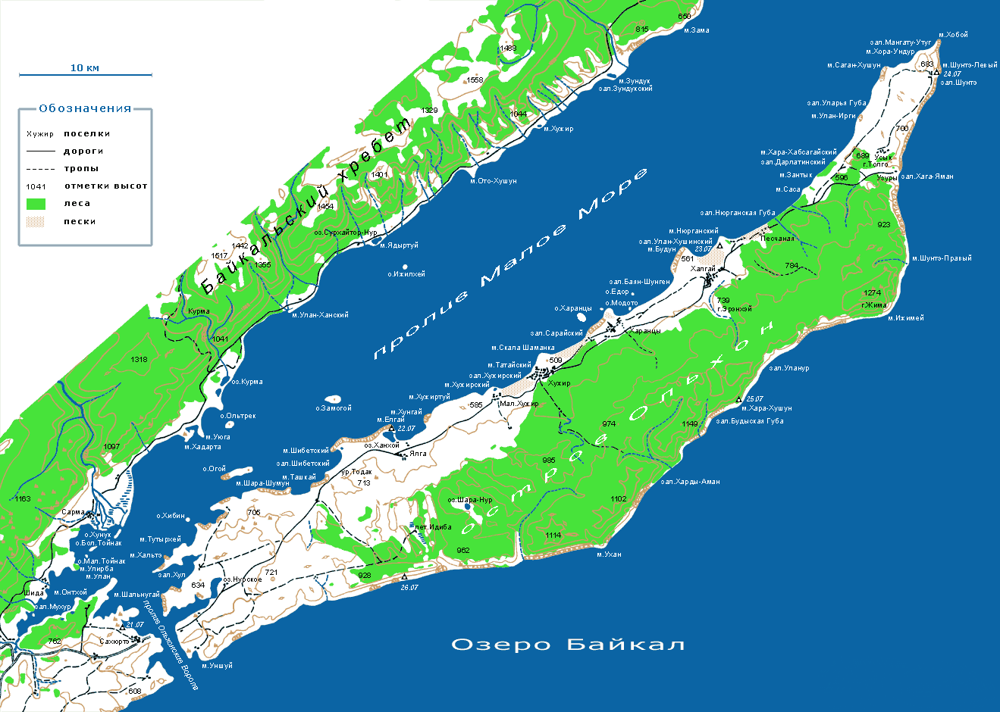 10 км
Обозначения
Хужир поселки
дороги
тропы
1041 отметки высот
леса
пески
650
815
м.Зама
1488
1558
м.Зундук
зал.Зундукский
1329
1044
м.Хужир
Байкальский хребет
1401
м.Ото-Хушун
1454
оз.Сурхайтор-Нур
м.Ядыртуй
о.Ижилхей
1442
1517
1355
м.Улан-Ханский
Курма
1041
1318
оз.Курма
о.Ольтрек
м.Уюга
м.Хадарта
1097
1163
Сарма
о.Хунук
о.Бол.Тойнак
о.Мал.Тойнак
м.Улирба
м.Улан
Шида
м.Онтхой
зал.Мухур
762
21.07
Сахюртэ
608
пролив Ольхонские Ворота
м.Уншуй
пролив Малое Море
м.Хобой
зал.Мангату-Утуг
м.Хора-Ундур
м.Саган-Хушун
683
м.Шунтэ-Левый
24.07
зал.Шунтэ
зал.Уларья Губа
м.Улан-Ирги
700
м.Хара-Хабсагайский
зал.Дарлатинский
689
Усык
г.Толго
м.Зантык
596
Узуры
зал.Хага-Яман
м.Саса
зал.Нюрганская Губа
923
м.Нюрганский
Песчаная
зал.Улан-Хушинский
м.Будун
23.07
561
784
м.Шунтэ-Правый
Халгай
зал.Баян-Шунген
о.Едор
1274
г.Жима
739
г.Эрэнхэй
о.Модото
о.Харанцы
м.Ижимей
Харанцы
зал.Сарайский
м.Скала Шаманка
509
м.Татайский
зал.Хужирский
зал.Уланур
м.Хужирский
Хужир
м.Хужиртуй
585
Мал.Хужир
25.07
м.Хара-Хушун
о.Замогой
м.Хунгай
м.Елгай
974
1149
зал.Будыская Губа
22.07
оз.Ханхой
м.Шибетский
Ялга
985
зал.Шибетский
о.Огой
ур.Тодак
м.Ташкай
713
м.Шара-Шумун
зал.Харды-Аман
остров Ольхон
оз.Шара-Нур
1102
705
о.Хибин
лет.Идиба
1114
м.Тутырхей
962
м.Хальтэ
м.Ухан
зал.Хул
721
928
оз.Нурское
634
26.07
м.Шальнугай
Озеро Байкал